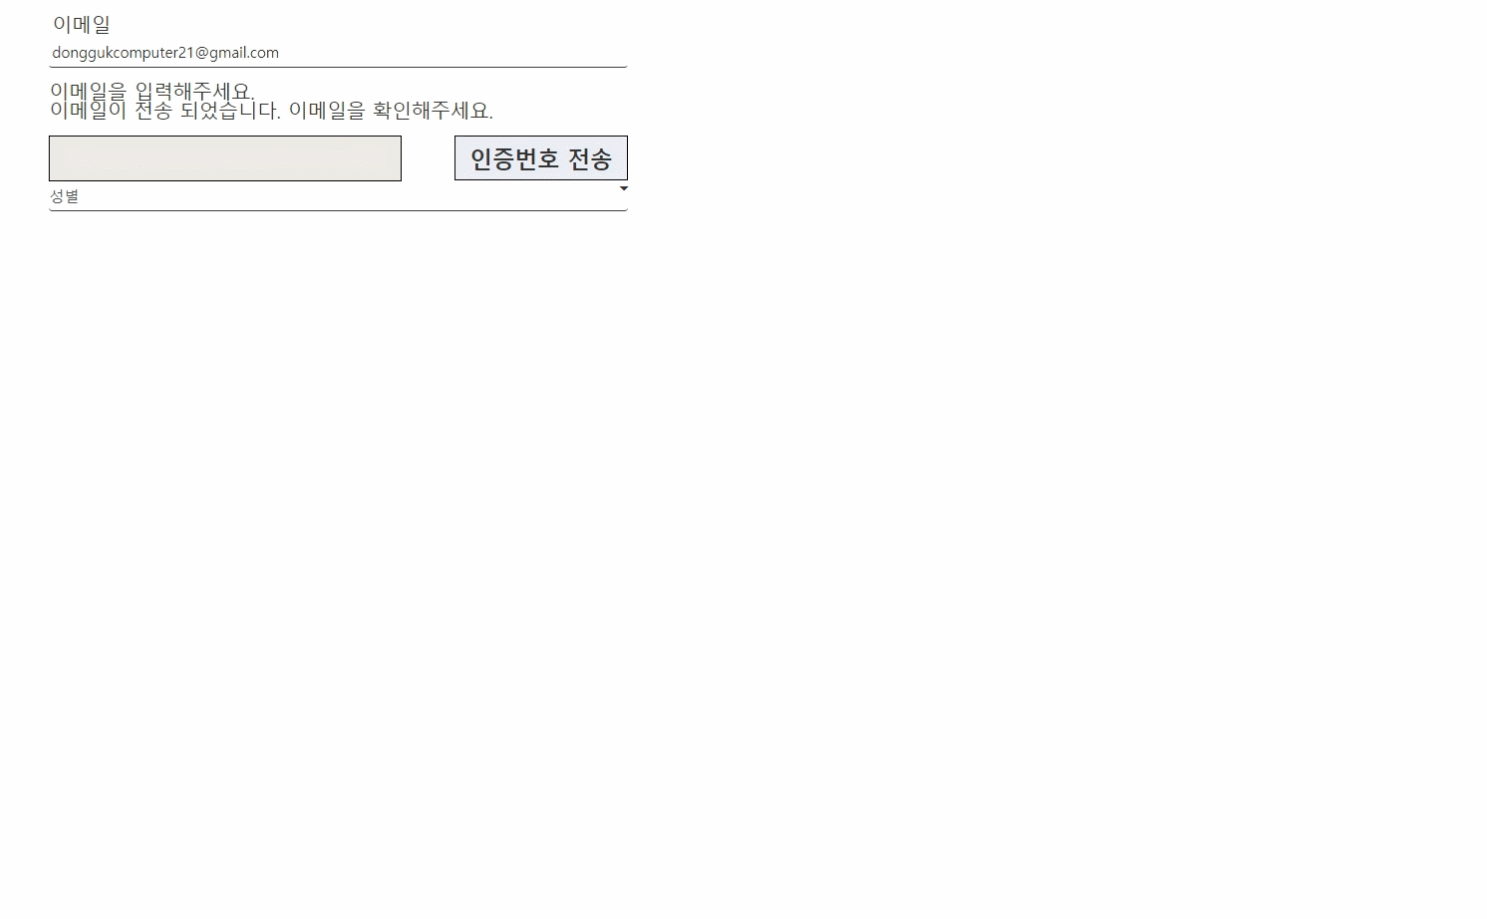 이메일
donggukcomputer21@gmail.com
이메일을 입력해주세요.
이메일이 전송 되었습니다. 이메일을 확인해주세요.
인증번호 전송
성별